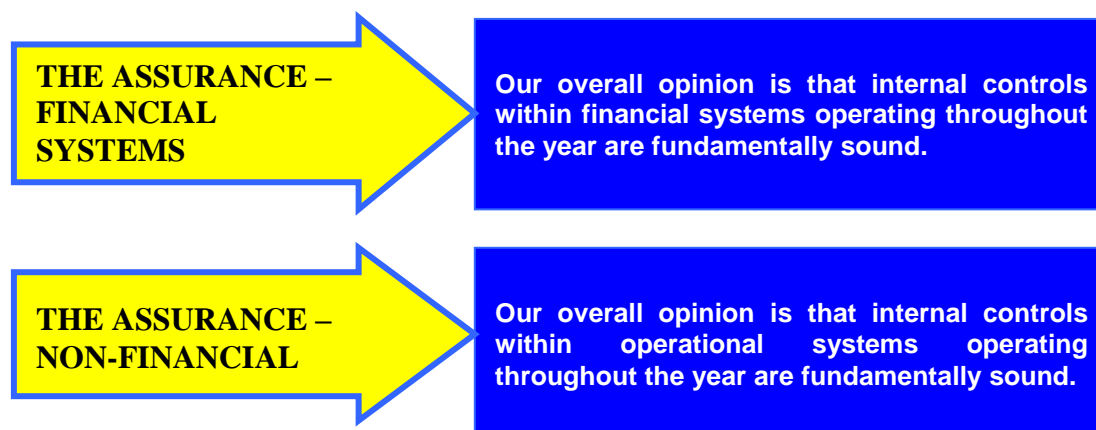 THE ASSURANCE –
FINANCIAL
SYSTEMS
Our overall opinion is that internal controls
within financial systems operating throughout
the year are fundamentally sound.
THE ASSURANCE –
NON-FINANCIAL
Our overall opinion is that internal controls
within operational systems operating
throughout the year are fundamentally sound.